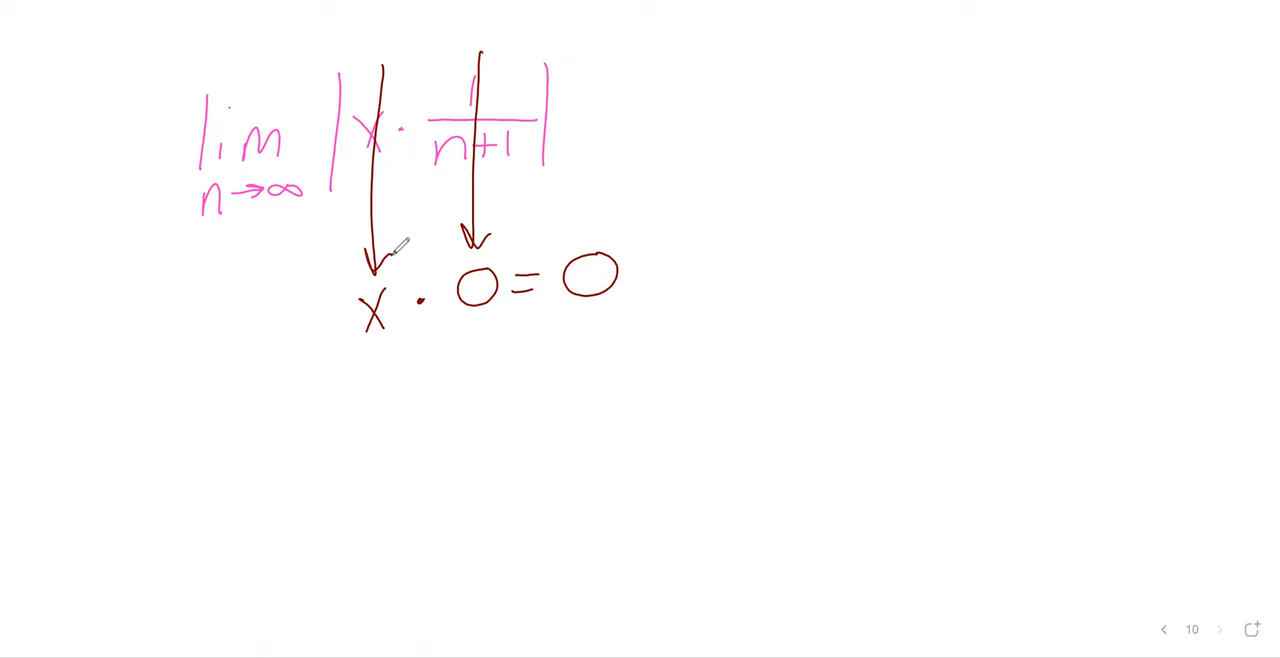 lim n→∞ | x · 1/(n+1) |
x · 0 = 0
< 10 >